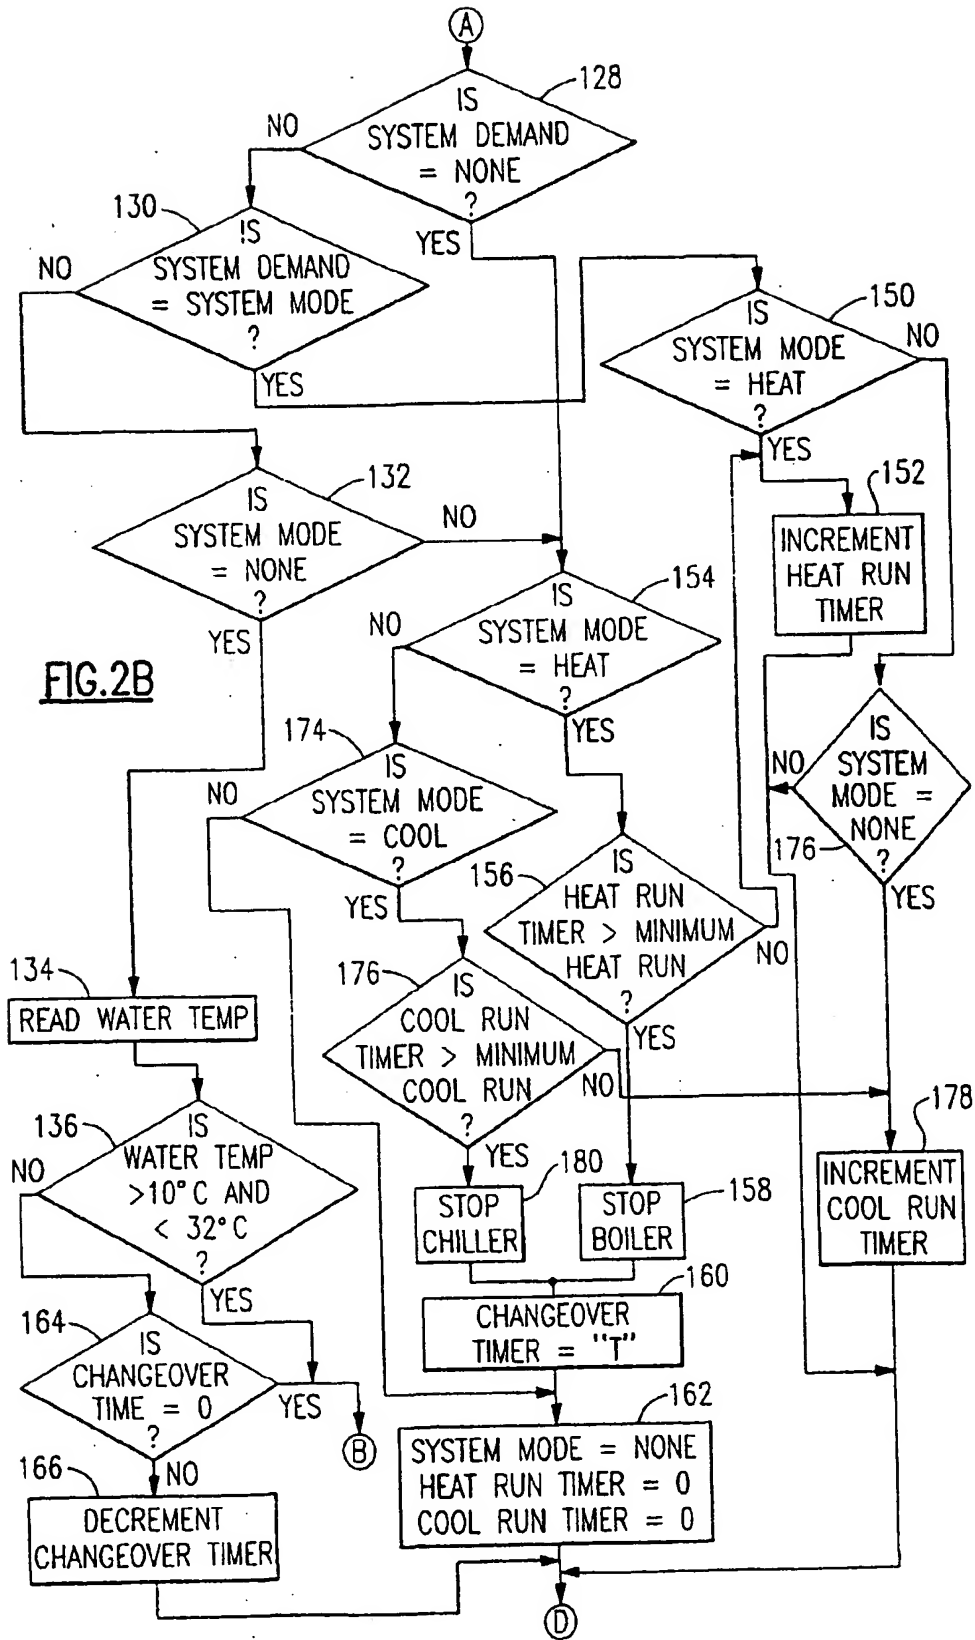 A
128
IS
SYSTEM DEMAND
= NONE
?
NO
YES
130
IS
SYSTEM DEMAND
= SYSTEM MODE
?
NO
YES
150
IS
SYSTEM MODE
= HEAT
?
NO
YES
152
INCREMENT
HEAT RUN
TIMER
132
IS
SYSTEM MODE
= NONE
?
NO
YES
154
IS
SYSTEM MODE
= HEAT
?
NO
YES
FIG.2B
174
IS
SYSTEM MODE
= COOL
?
NO
YES
IS
SYSTEM
MODE =
NONE
?
176
NO
YES
156
IS
HEAT RUN
TIMER > MINIMUM
HEAT RUN
?
NO
YES
176
IS
COOL RUN
TIMER > MINIMUM
COOL RUN
?
NO
YES
134
READ WATER TEMP
136
IS
WATER TEMP
>10°C AND
< 32°C
?
NO
YES
180
STOP
CHILLER
158
STOP
BOILER
178
INCREMENT
COOL RUN
TIMER
160
CHANGEOVER
TIMER = "T"
164
IS
CHANGEOVER
TIME = 0
?
YES
NO
B
162
SYSTEM MODE = NONE
HEAT RUN TIMER = 0
COOL RUN TIMER = 0
166
DECREMENT
CHANGEOVER TIMER
D